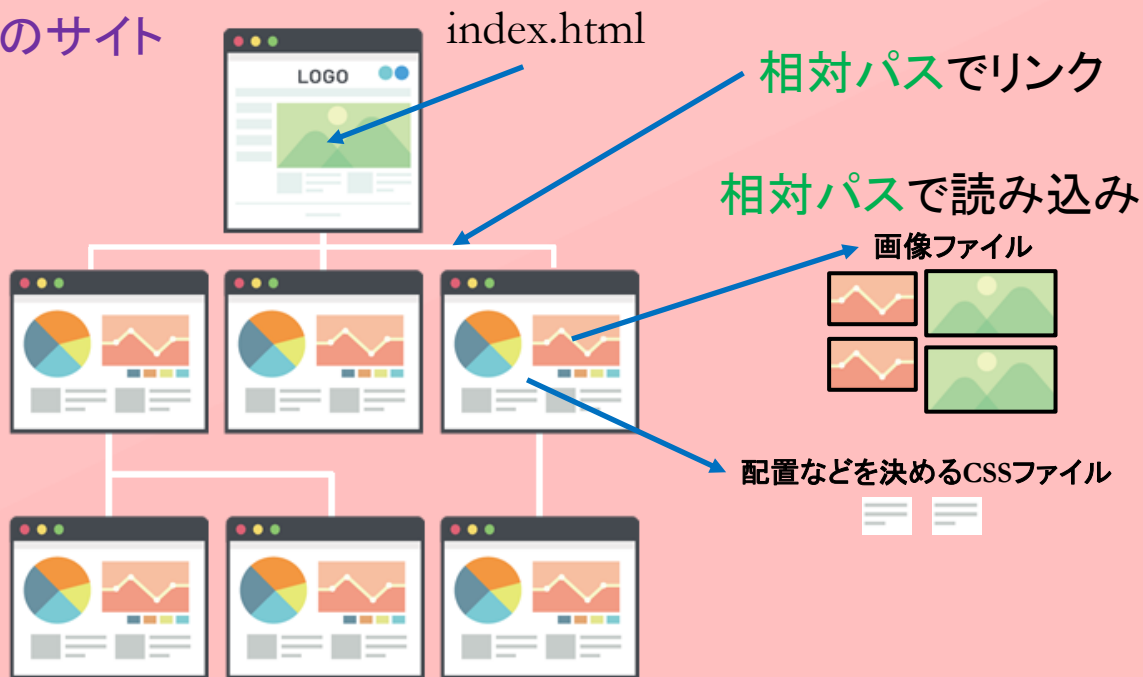 のサイト
index.html
LOGO
相対パスでリンク
相対パスで読み込み
画像ファイル
配置などを決めるCSSファイル